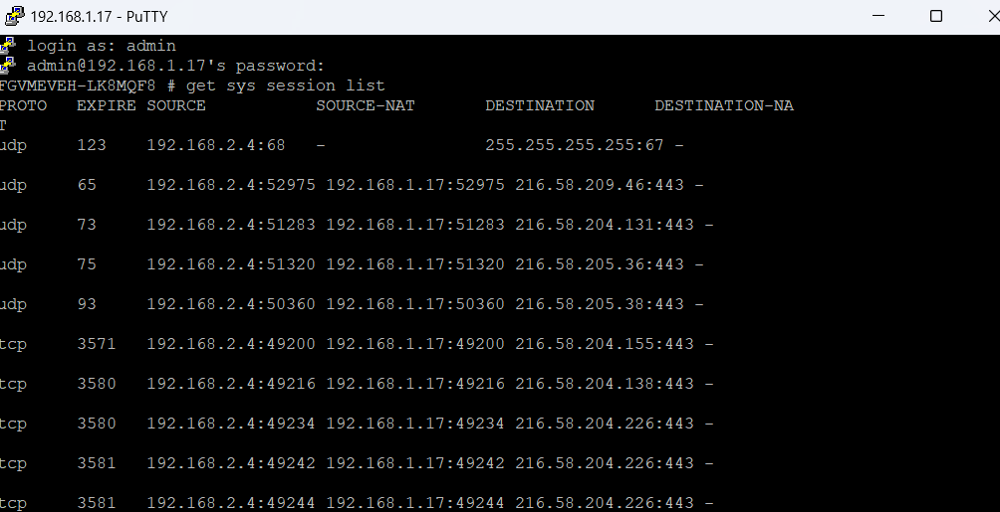 192.168.1.17 - PuTTY
login as: admin
admin@192.168.1.17's password:
FGVMEVEH-LK8MQF8 # get sys session list
PROTO   EXPIRE SOURCE           SOURCE-NAT       DESTINATION      DESTINATION-NA
T
udp     123    192.168.2.4:68   -                255.255.255.255:67 -
udp     65     192.168.2.4:52975 192.168.1.17:52975 216.58.209.46:443 -
udp     73     192.168.2.4:51283 192.168.1.17:51283 216.58.204.131:443 -
udp     75     192.168.2.4:51320 192.168.1.17:51320 216.58.205.36:443 -
udp     93     192.168.2.4:50360 192.168.1.17:50360 216.58.205.38:443 -
tcp     3571   192.168.2.4:49200 192.168.1.17:49200 216.58.204.155:443 -
tcp     3580   192.168.2.4:49216 192.168.1.17:49216 216.58.204.138:443 -
tcp     3580   192.168.2.4:49234 192.168.1.17:49234 216.58.204.226:443 -
tcp     3581   192.168.2.4:49242 192.168.1.17:49242 216.58.204.226:443 -
tcp     3581   192.168.2.4:49244 192.168.1.17:49244 216.58.204.226:443 -